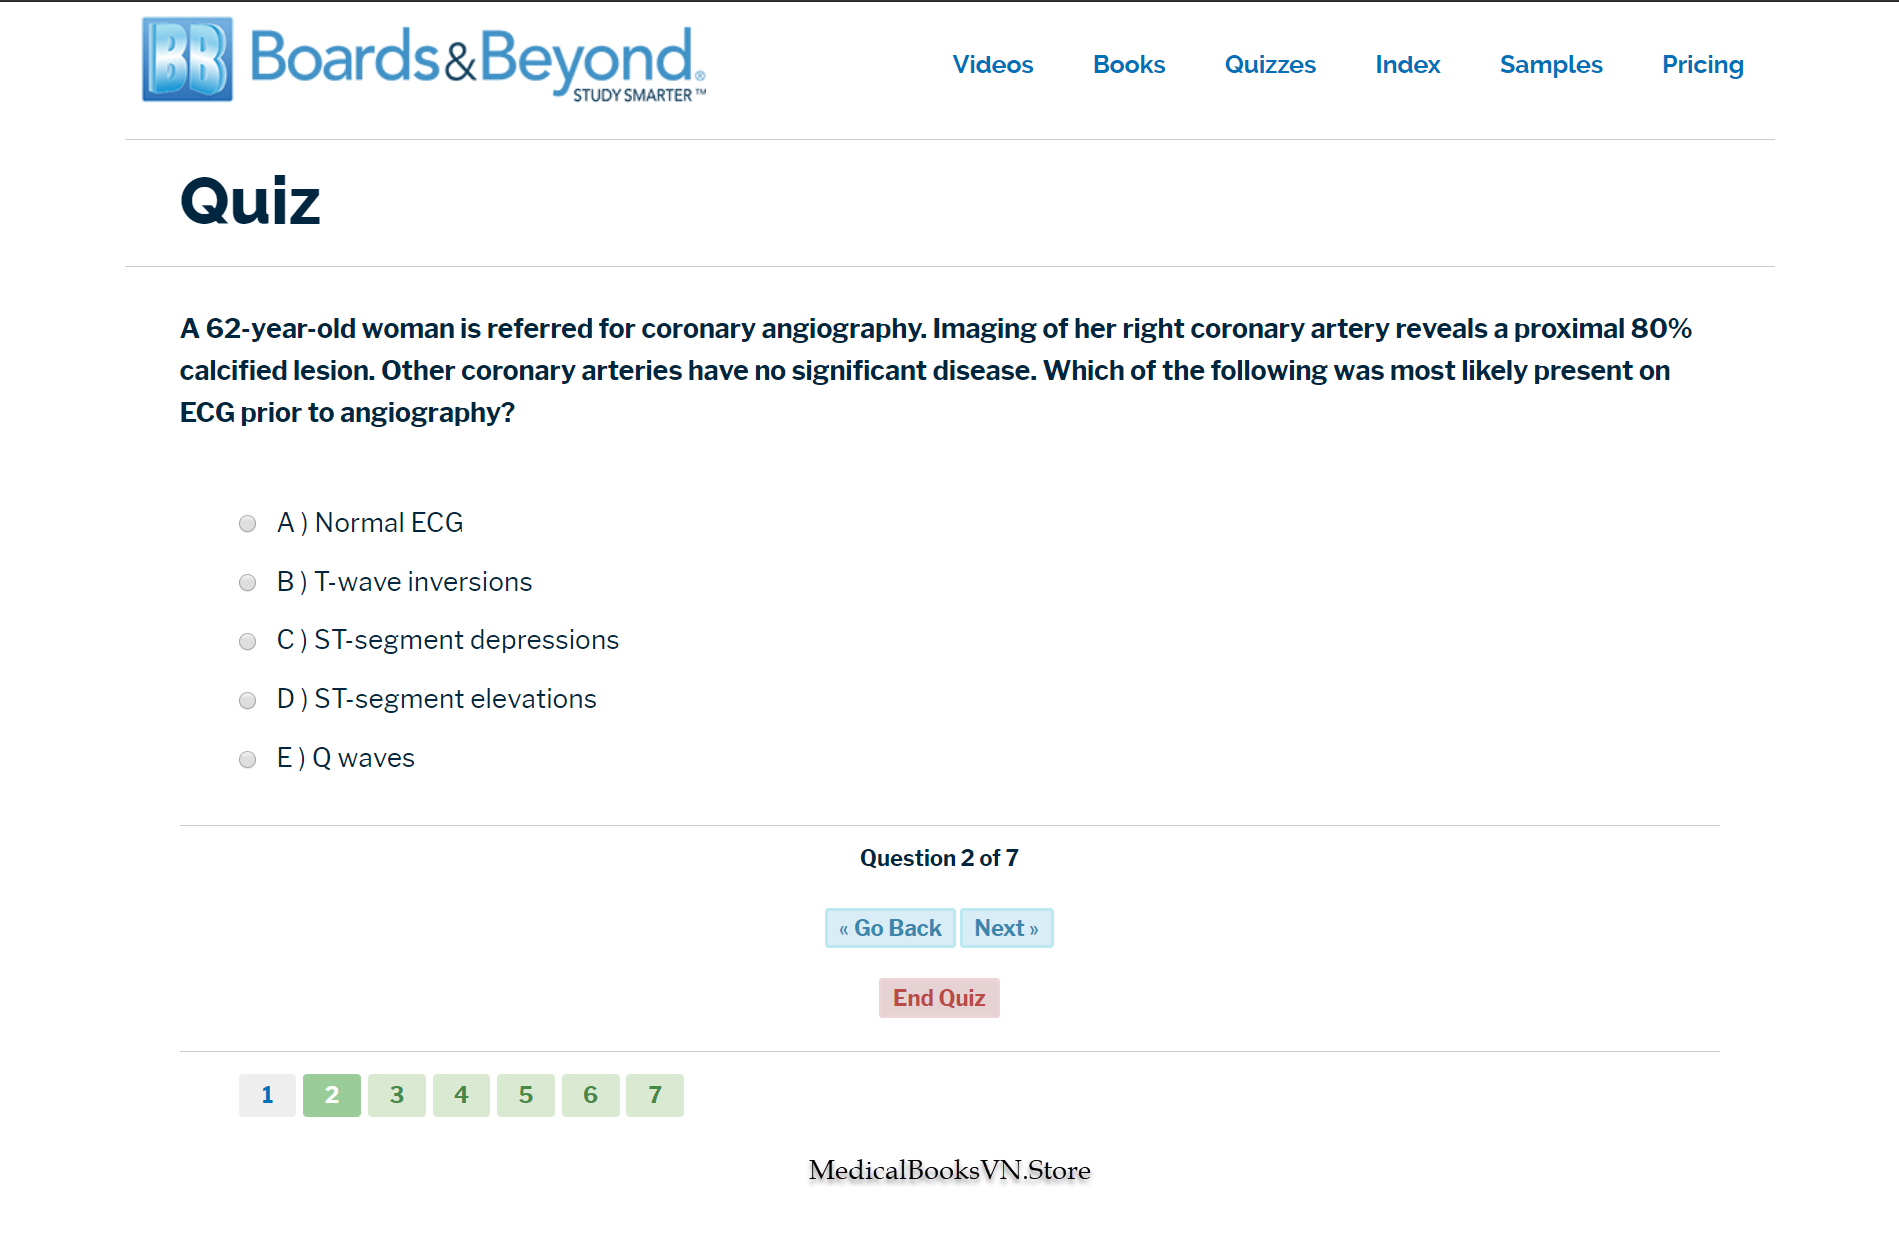 BB Boards&Beyond®
STUDY SMARTER™
Videos Books Quizzes Index Samples Pricing
Quiz
A 62-year-old woman is referred for coronary angiography. Imaging of her right coronary artery reveals a proximal 80%
calcified lesion. Other coronary arteries have no significant disease. Which of the following was most likely present on
ECG prior to angiography?
A ) Normal ECG
B ) T-wave inversions
C ) ST-segment depressions
D ) ST-segment elevations
E ) Q waves
Question 2 of 7
« Go Back Next »
End Quiz
1 2 3 4 5 6 7
MedicalBooksVN.Store